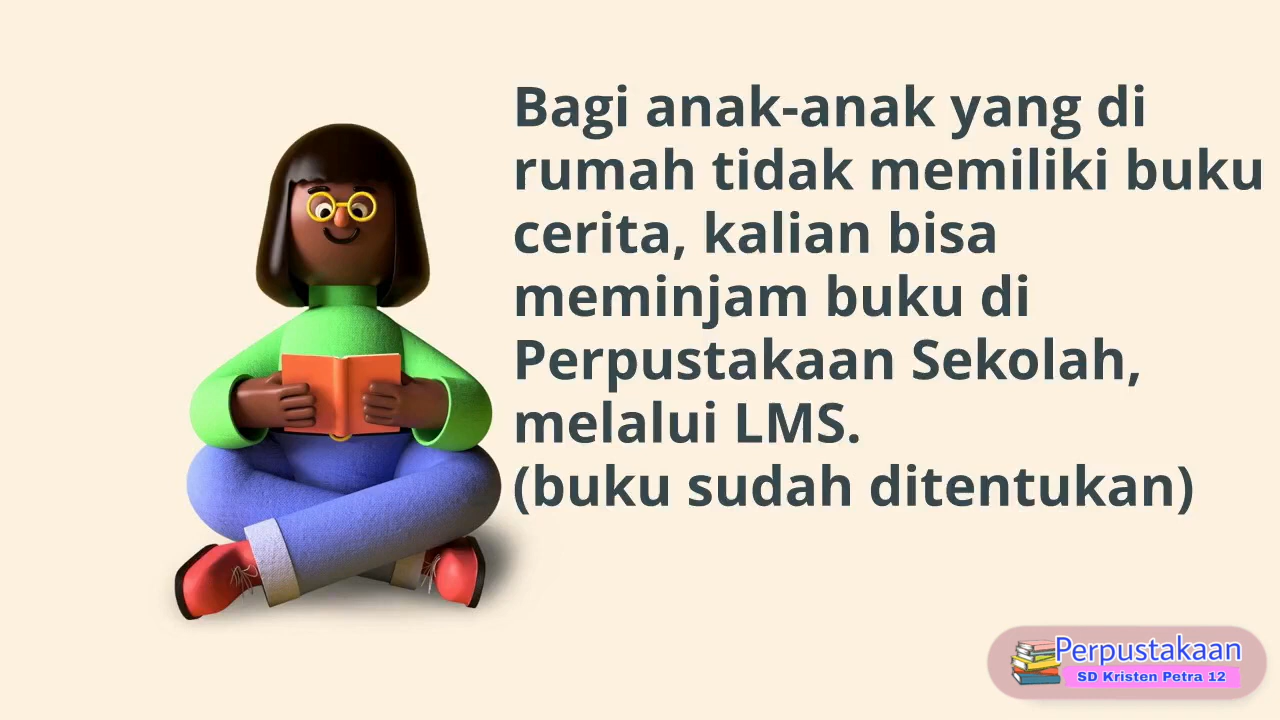 Bagi anak-anak yang di
rumah tidak memiliki buku
cerita, kalian bisa
meminjam buku di
Perpustakaan Sekolah,
melalui LMS.
(buku sudah ditentukan)
Perpustakaan
SD Kristen Petra 12